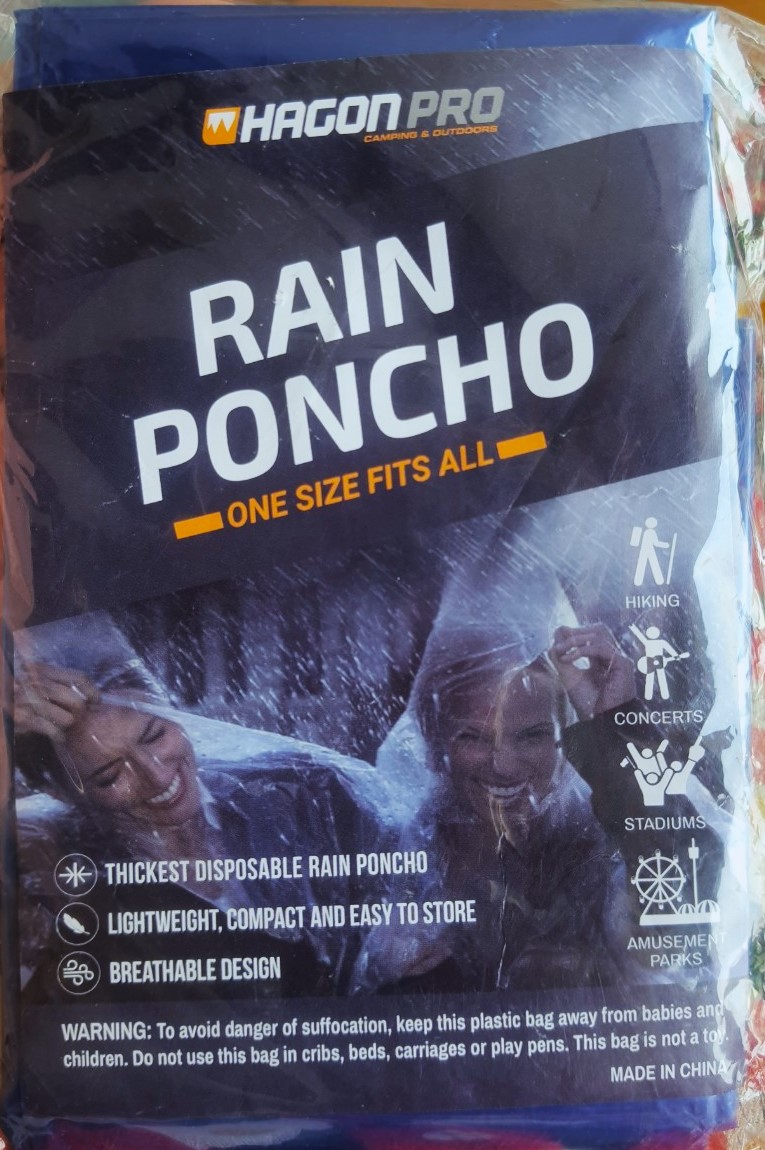 HAGON PRO
CAMPING & OUTDOORS
RAIN
PONCHO
ONE SIZE FITS ALL
HIKING
CONCERTS
STADIUMS
AMUSEMENT
PARKS
THICKEST DISPOSABLE RAIN PONCHO
LIGHTWEIGHT, COMPACT AND EASY TO STORE
BREATHABLE DESIGN
WARNING: To avoid danger of suffocation, keep this plastic bag away from babies and
children. Do not use this bag in cribs, beds, carriages or play pens. This bag is not a toy.
MADE IN CHINA